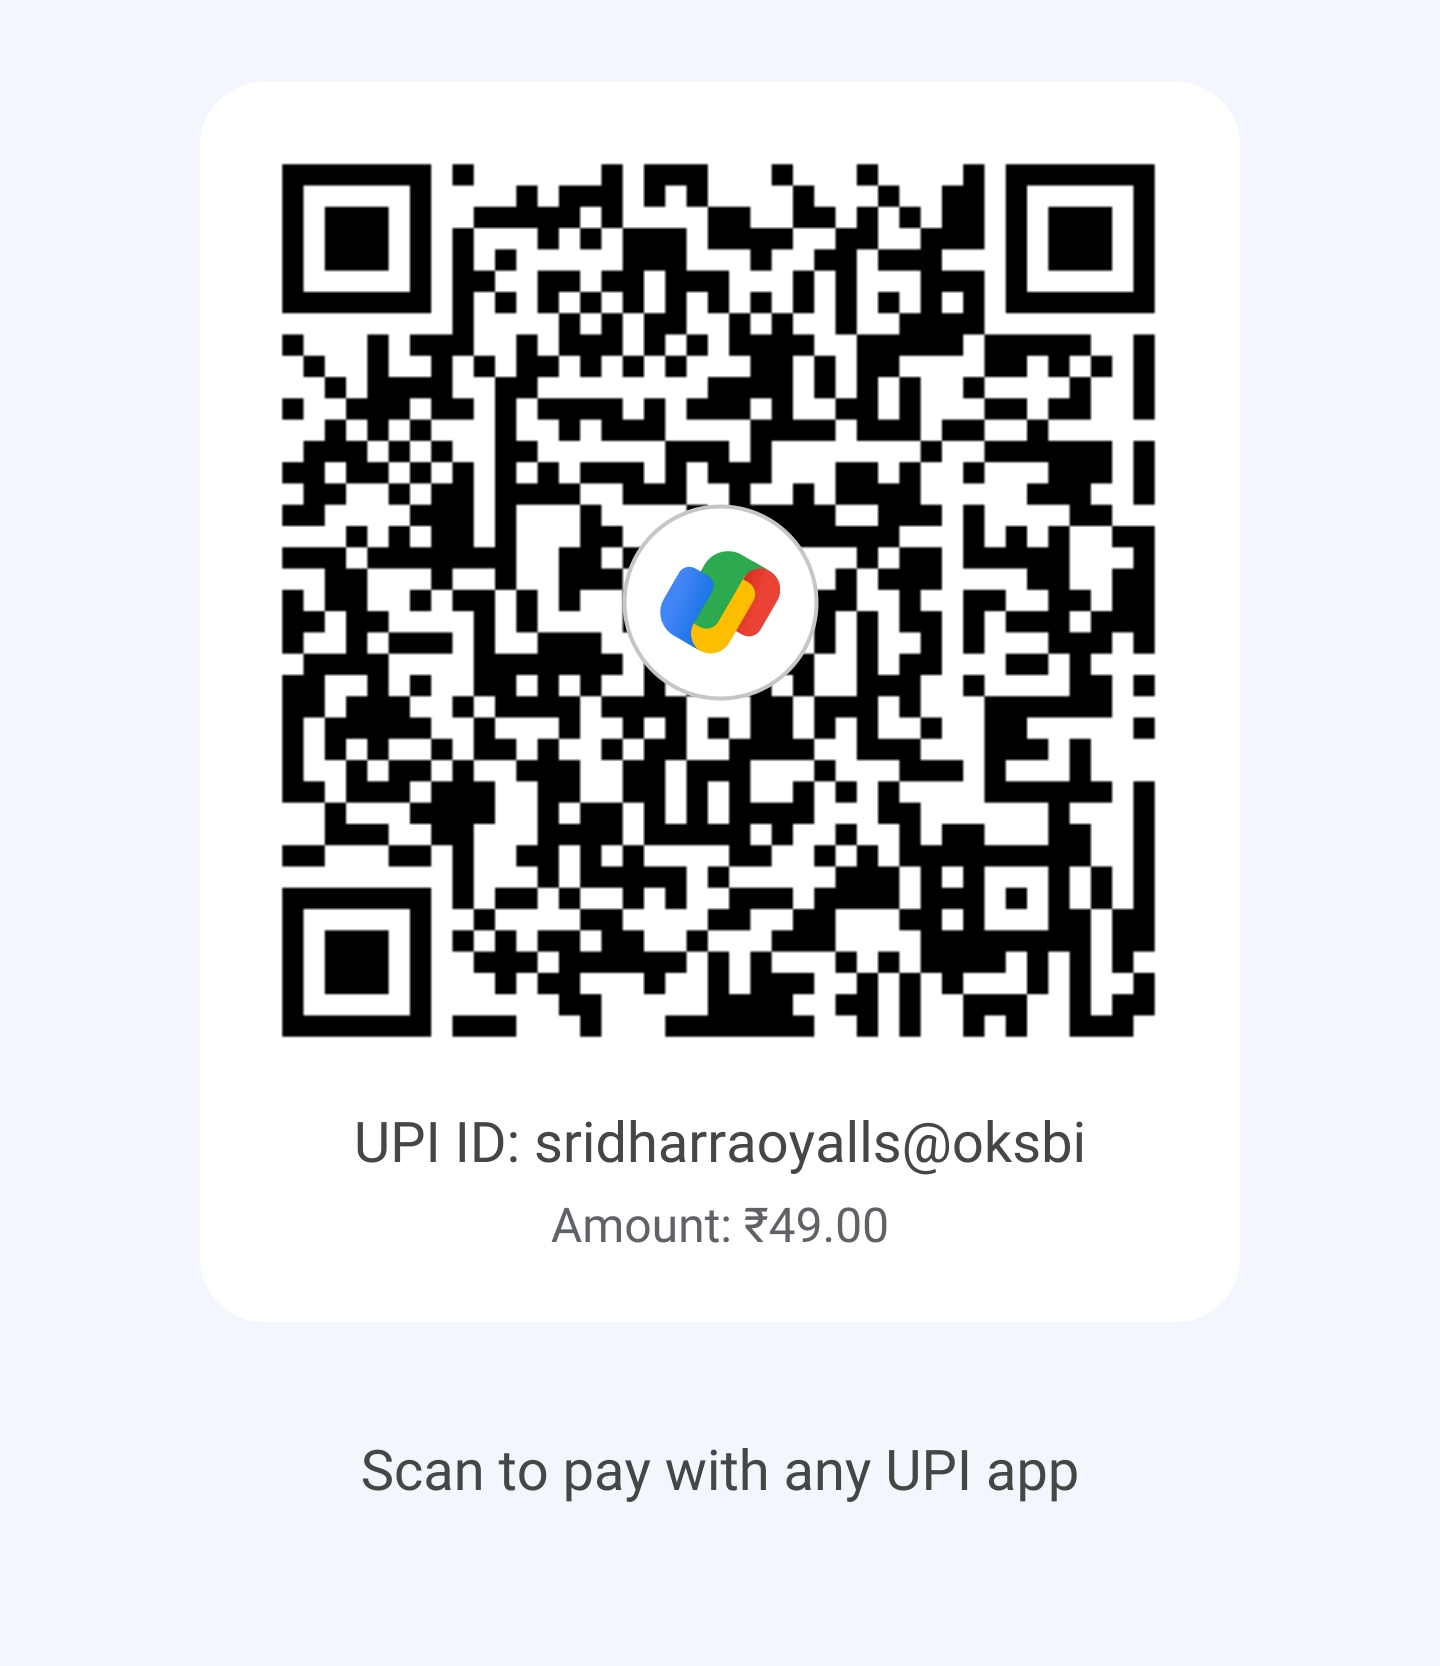 UPI ID: sridharraoyalls@oksbi
Amount: ₹49.00
Scan to pay with any UPI app